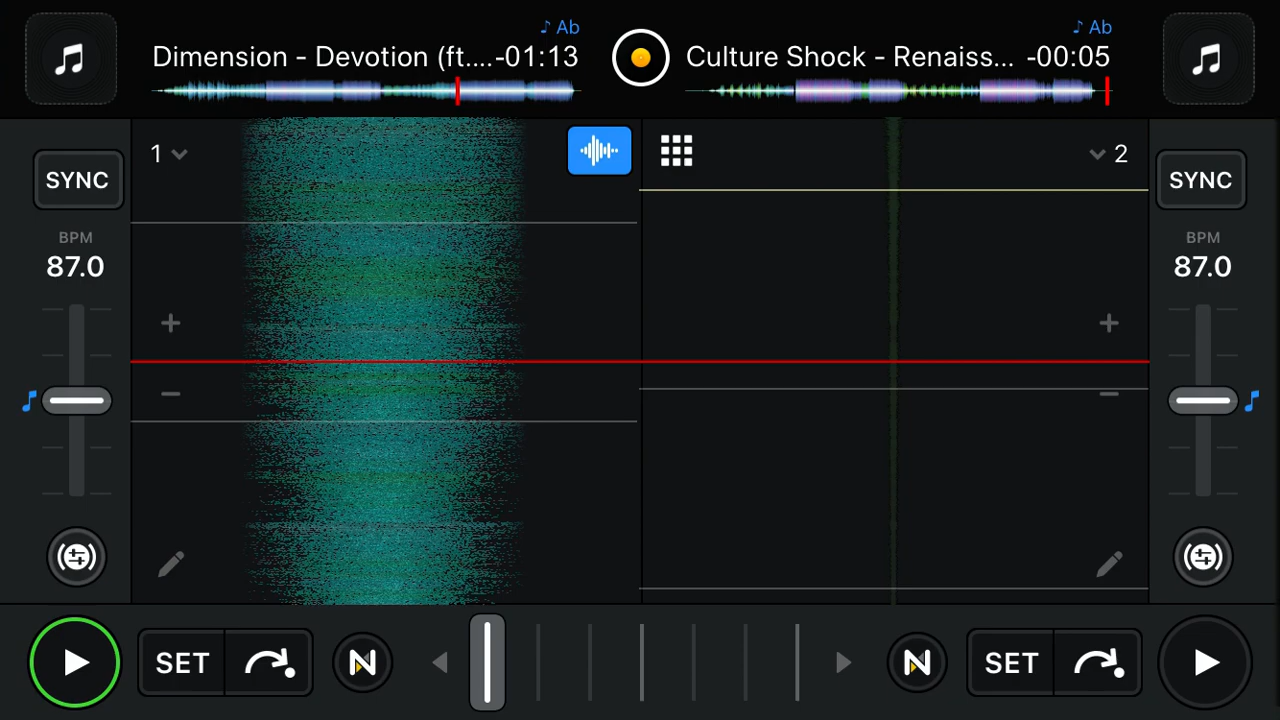 ♪ Ab
Dimension - Devotion (ft.... -01:13
♪ Ab
Culture Shock - Renaiss... -00:05
1
2
SYNC
SYNC
BPM
87.0
BPM
87.0
SET
N
N
SET